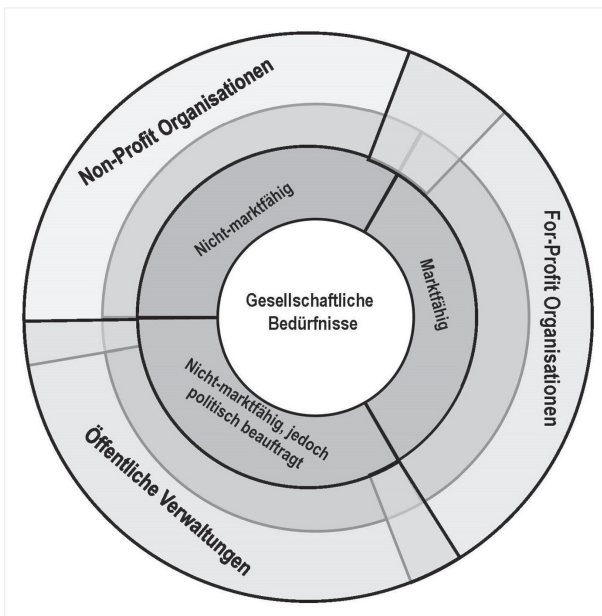 Non-Profit Organisationen
Nicht-marktfähig
Marktfähig
For-Profit Organisationen
Gesellschaftliche
Bedürfnisse
Nicht-marktfähig, jedoch
politisch beauftragt
Öffentliche Verwaltungen